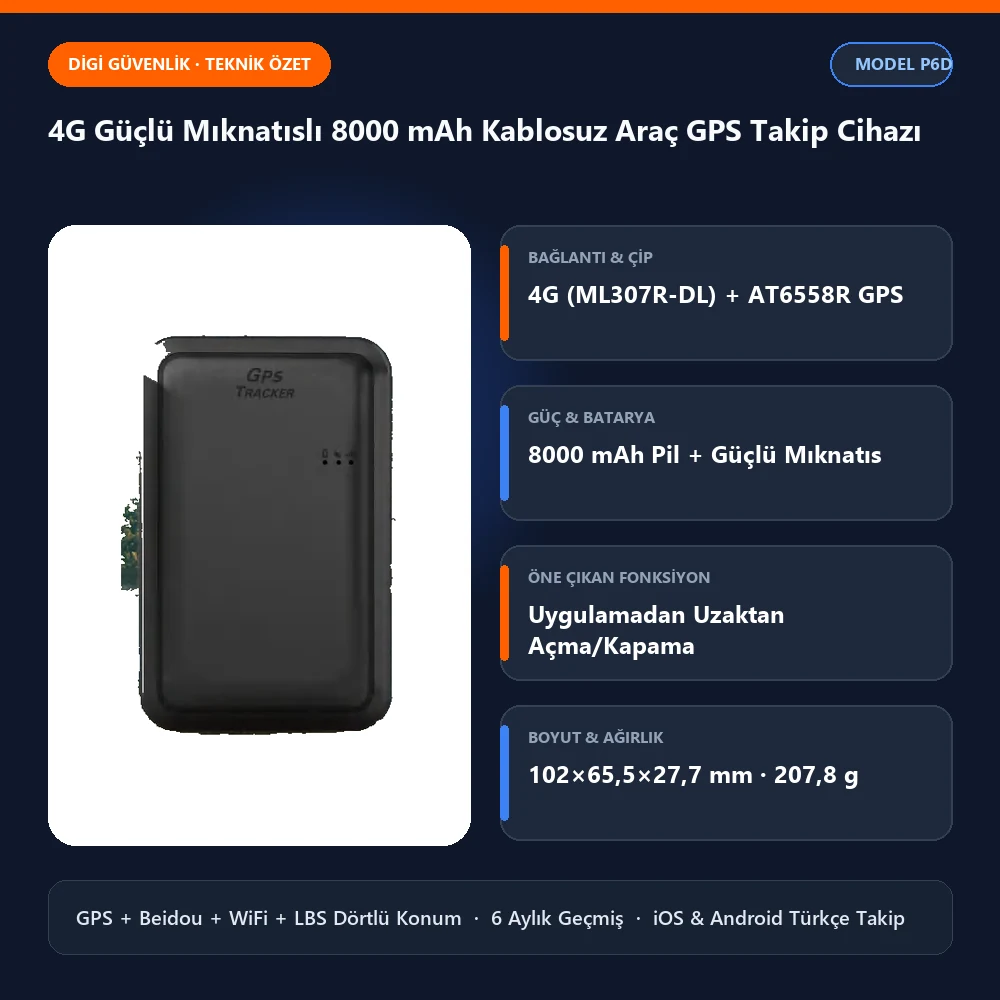 DİGİ GÜVENLİK · TEKNİK ÖZET
MODEL P6D
4G Güçlü Mıknatıslı 8000 mAh Kablosuz Araç GPS Takip Cihazı
GPS
TRACKER
BAĞLANTI & ÇİP
4G (ML307R-DL) + AT6558R GPS
GÜÇ & BATARYA
8000 mAh Pil + Güçlü Mıknatıs
ÖNE ÇIKAN FONKSİYON
Uygulamadan Uzaktan
Açma/Kapama
BOYUT & AĞIRLIK
102×65,5×27,7 mm · 207,8 g
GPS + Beidou + WiFi + LBS Dörtlü Konum · 6 Aylık Geçmiş · iOS & Android Türkçe Takip